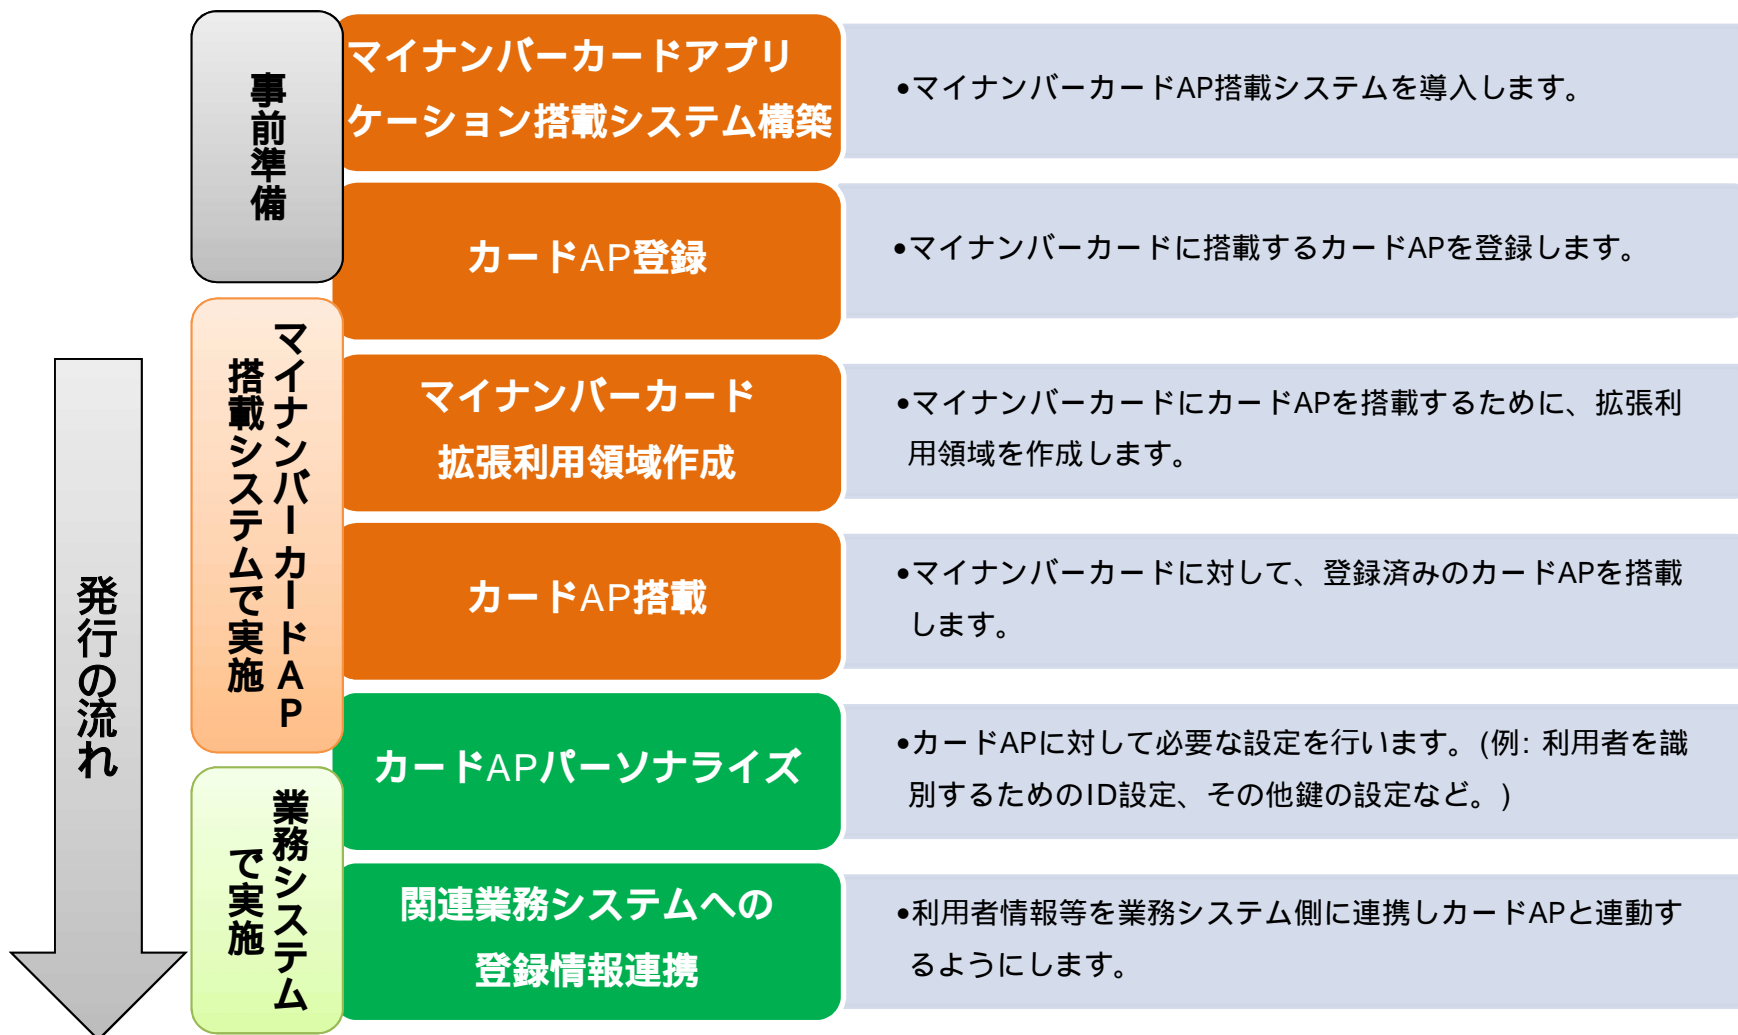 発行の流れ
事前準備
マイナンバーカードアプリ
ケーション搭載システム構築
•マイナンバーカードAP搭載システムを導入します。
カードAP登録
•マイナンバーカードに搭載するカードAPを登録します。
マイナンバーカードAP
搭載システムで実施
マイナンバーカード
拡張利用領域作成
•マイナンバーカードにカードAPを搭載するために、拡張利
用領域を作成します。
カードAP搭載
•マイナンバーカードに対して、登録済みのカードAPを搭載
します。
業務システム
で実施
カードAPパーソナライズ
•カードAPに対して必要な設定を行います。(例: 利用者を識
別するためのID設定、その他鍵の設定など。)
関連業務システムへの
登録情報連携
•利用者情報等を業務システム側に連携しカードAPと連動す
るようにします。